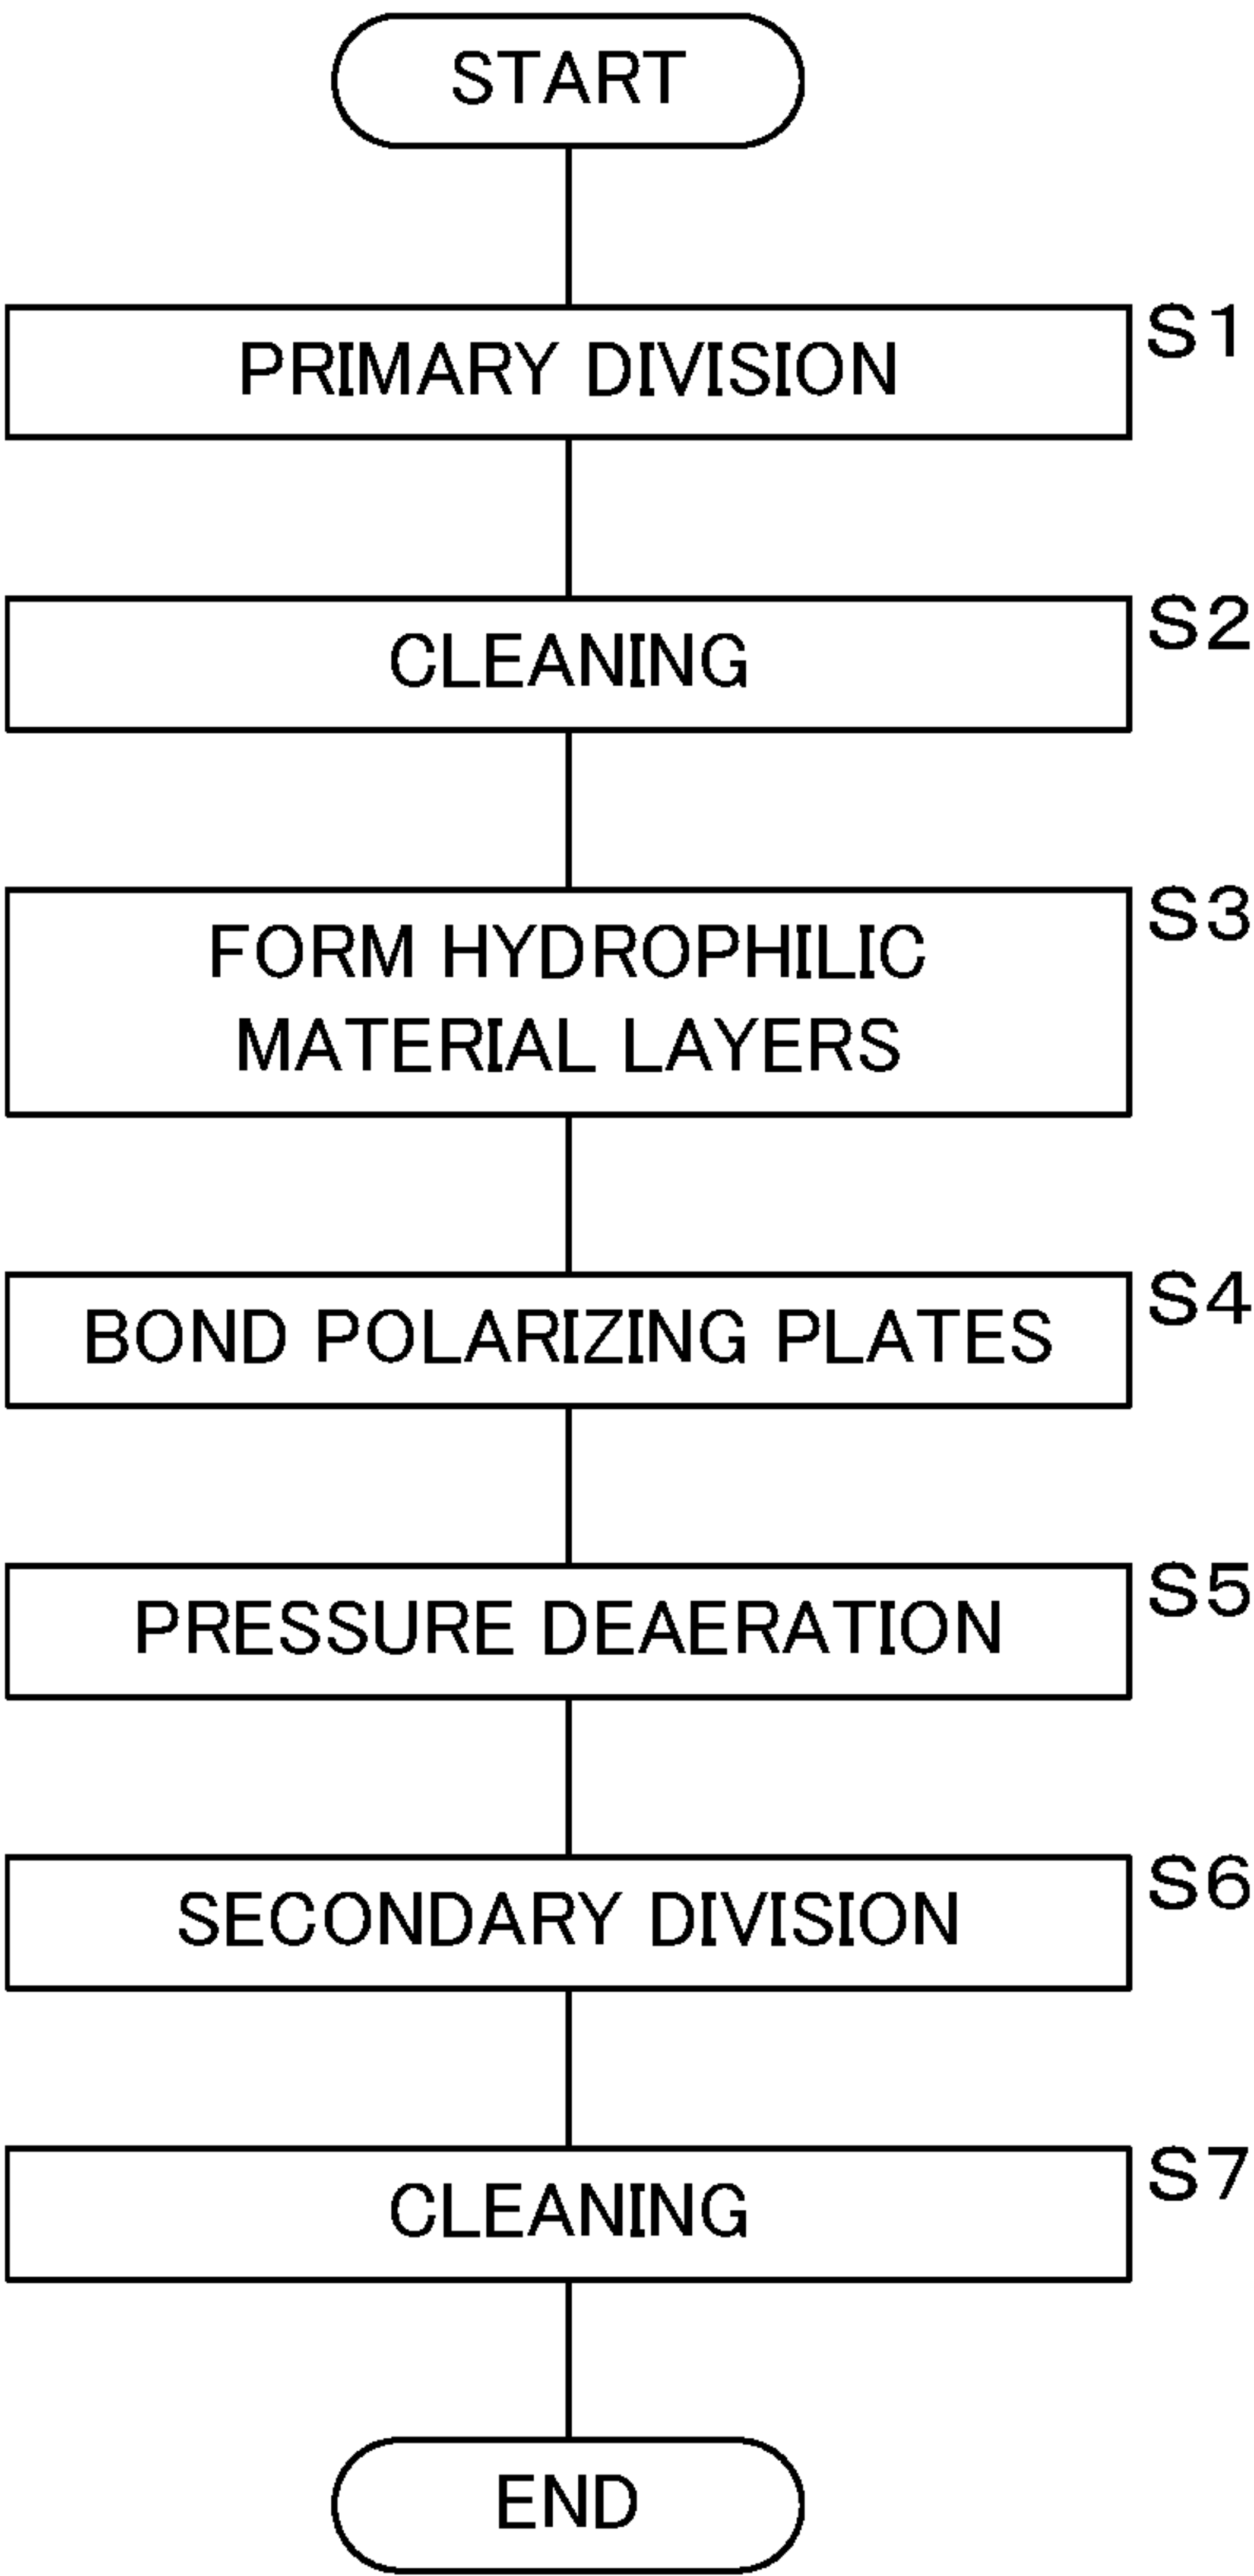 START
S1
PRIMARY DIVISION
S2
CLEANING
S3
FORM HYDROPHILIC
MATERIAL LAYERS
S4
BOND POLARIZING PLATES
S5
PRESSURE DEAERATION
S6
SECONDARY DIVISION
S7
CLEANING
END